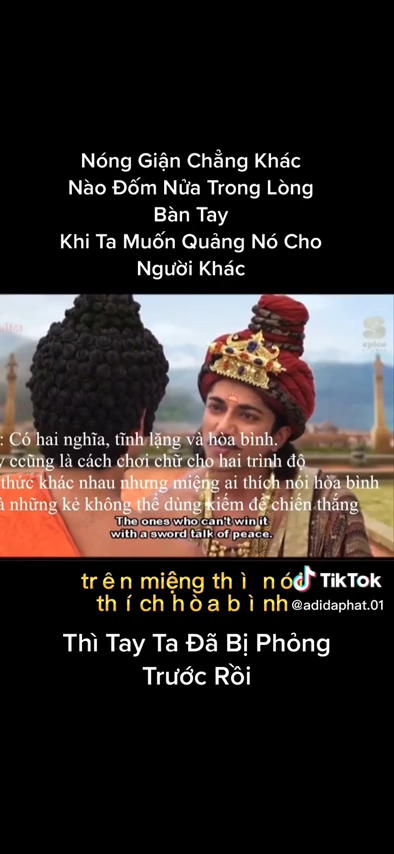 Nóng Giận Chẳng Khác
Nào Đốm Nửa Trong Lòng
Bàn Tay
Khi Ta Muốn Quảng Nó Cho
Người Khác
spice
: Có hai nghĩa, tĩnh lặng và hòa bình.
y ccũng là cách chơi chữ cho hai trình độ
thức khác nhau nhưng miệng ai thích nói hòa bình
à những kẻ không thể dùng kiếm để chiến thắng
The ones who can't win it
with a sword talk of peace.
trên miệng thì nói
thích hòa bình
TikTok
@adidaphat.01
Thì Tay Ta Đã Bị Phỏng
Trước Rồi